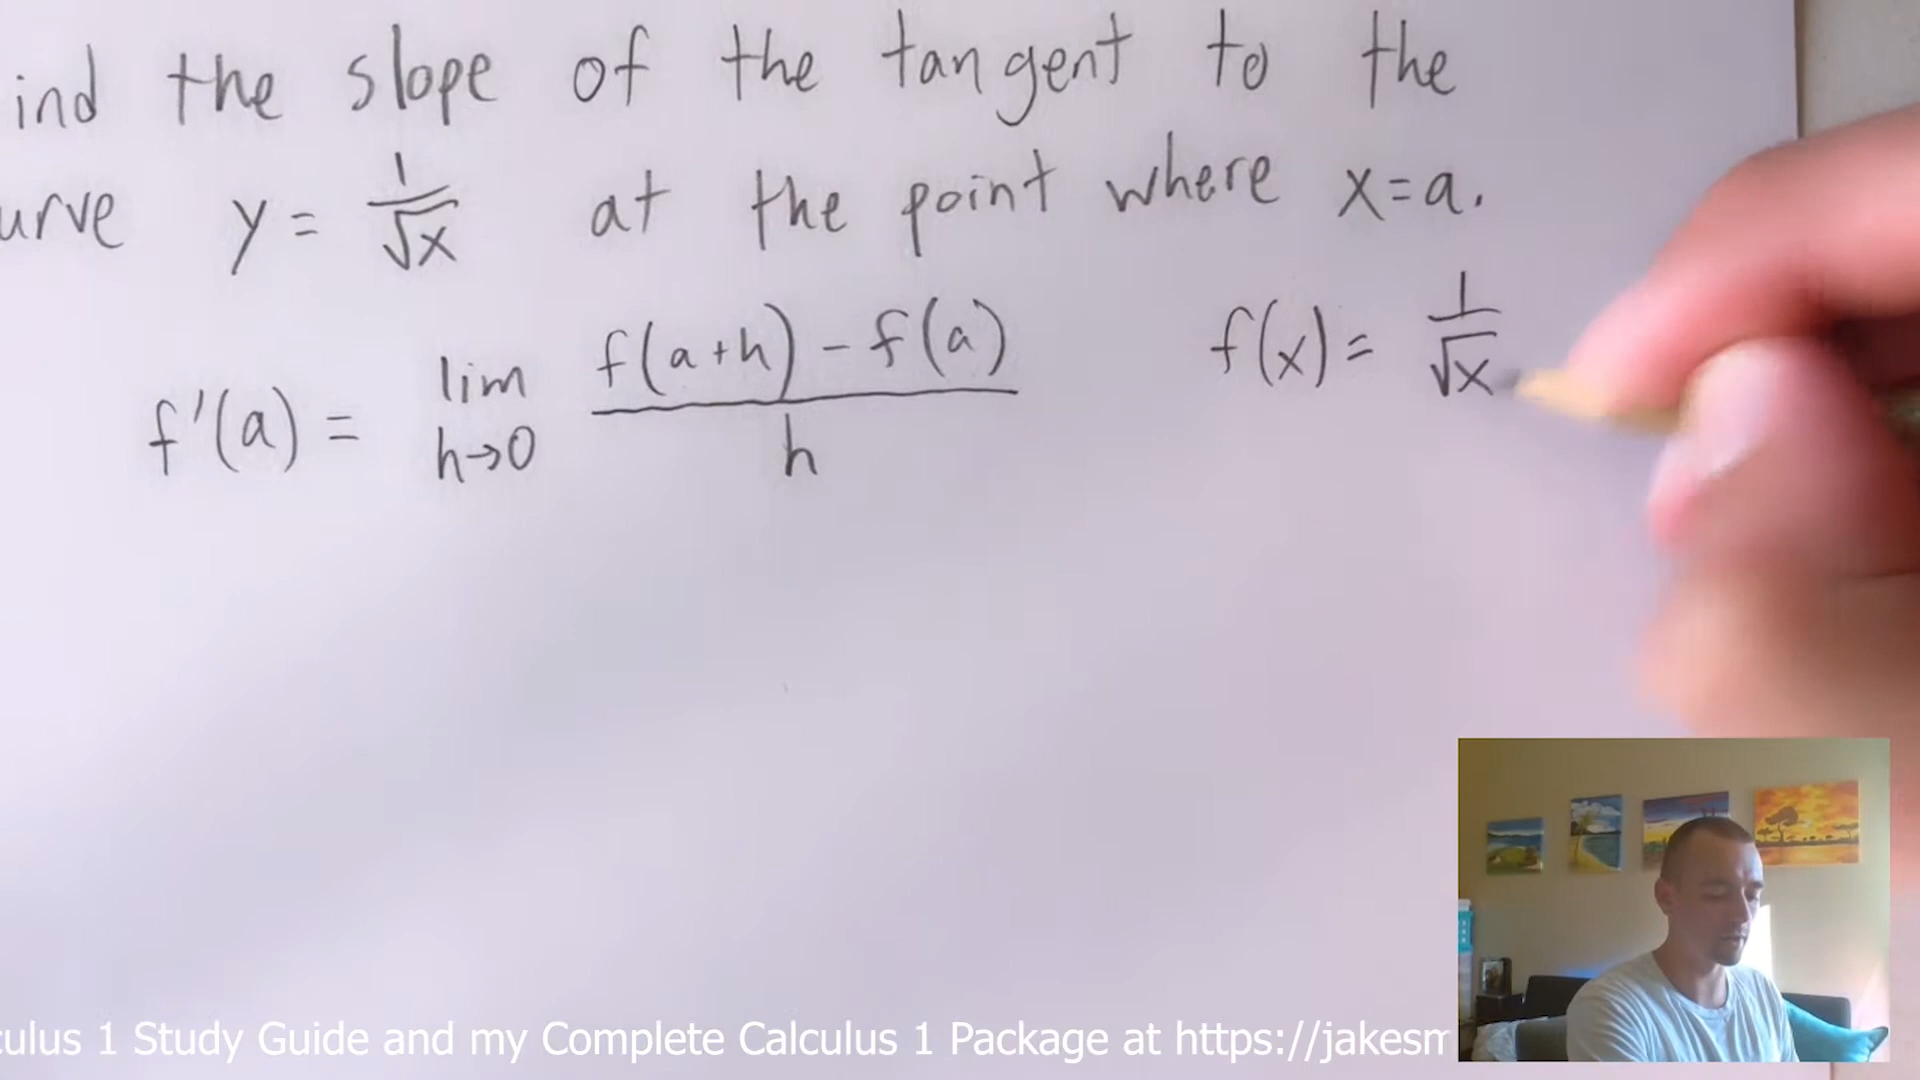 ind the slope of the tangent to the
urve y = 1/√x at the point where x=a.
f'(a) = lim h→0 f(a+h) - f(a) / h
f(x) = 1/√x
culus 1 Study Guide and my Complete Calculus 1 Package at https://jakesm